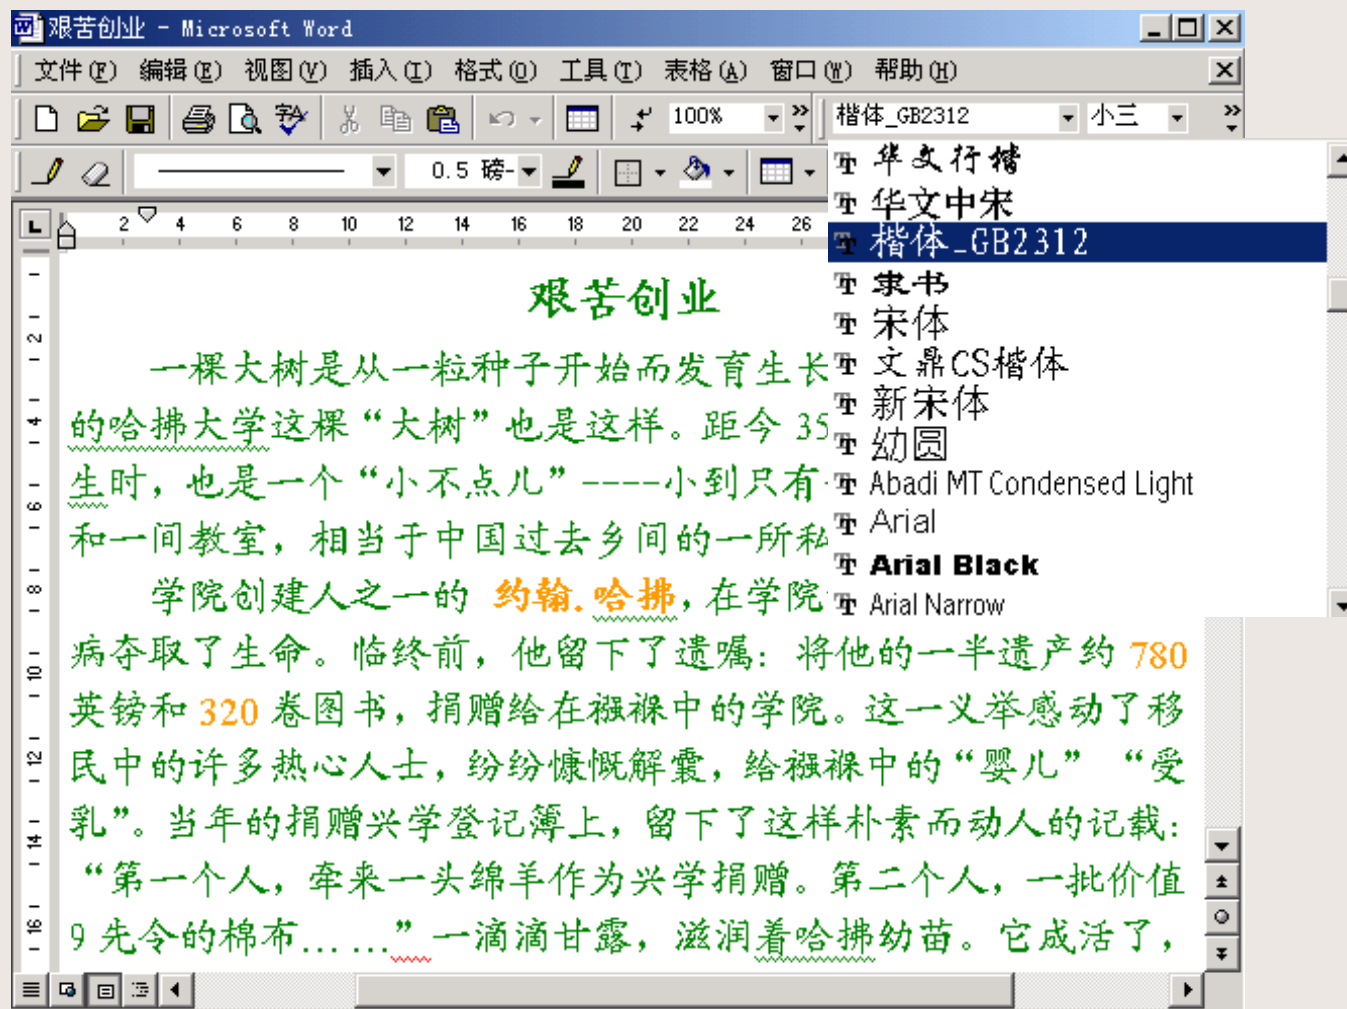 艰苦创业 - Microsoft Word
文件(F) 编辑(E) 视图(V) 插入(I) 格式(O) 工具(T) 表格(A) 窗口(W) 帮助(H)
100% 楷体_GB2312 小三
0.5 磅
2 4 6 8 10 12 14 16 18 20 22 24 26
华文行楷
华文中宋
楷体_GB2312
隶书
宋体
文鼎CS楷体
新宋体
幼圆
Abadi MT Condensed Light
Arial
Arial Black
Arial Narrow
艰苦创业
一棵大树是从一粒种子开始而发育生长
的哈拂大学这棵“大树”也是这样。距今 35
生时，也是一个“小不点儿”----小到只有
和一间教室，相当于中国过去乡间的一所私
学院创建人之一的 约翰.哈拂，在学院
病夺取了生命。临终前，他留下了遗嘱：将他的一半遗产约 780
英镑和 320 卷图书，捐赠给在襁褓中的学院。这一义举感动了移
民中的许多热心人士，纷纷慷慨解囊，给襁褓中的“婴儿” “受
乳”。当年的捐赠兴学登记簿上，留下了这样朴素而动人的记载：
“第一个人，牵来一头绵羊作为兴学捐赠。第二个人，一批价值
9 先令的棉布... ...” 一滴滴甘露，滋润着哈拂幼苗。它成活了，
2
4
6
8
10
12
14
16